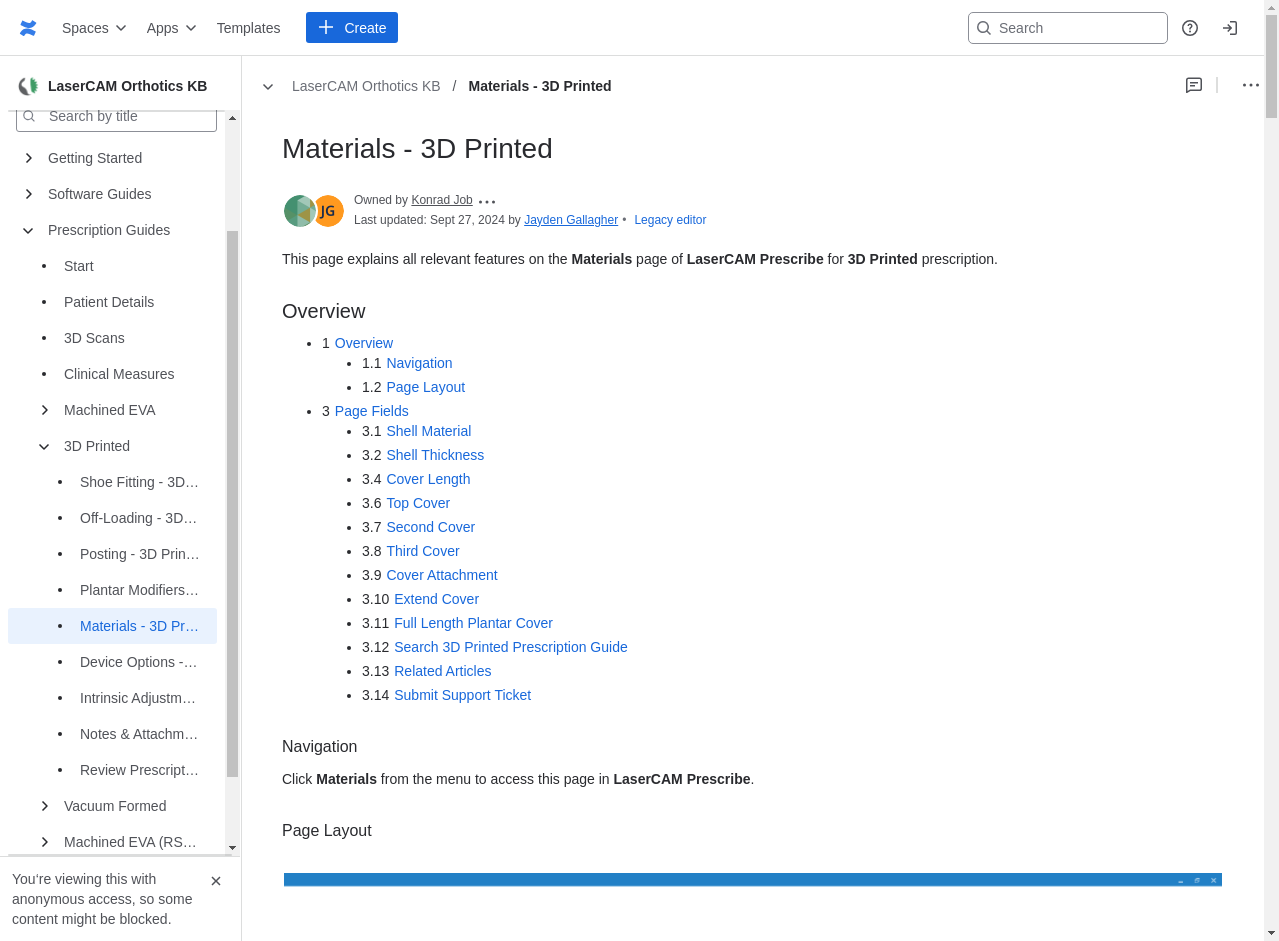 Spaces
Apps
Templates
Create
Search
LaserCAM Orthotics KB
Search by title
Getting Started
Software Guides
Prescription Guides
Start
Patient Details
3D Scans
Clinical Measures
Machined EVA
3D Printed
Shoe Fitting - 3D…
Off-Loading - 3D…
Posting - 3D Prin…
Plantar Modifiers…
Materials - 3D Pr…
Device Options -…
Intrinsic Adjustm…
Notes & Attachm…
Review Prescript…
Vacuum Formed
Machined EVA (RS…
You‘re viewing this with
anonymous access, so some
content might be blocked.
LaserCAM Orthotics KB / Materials - 3D Printed
Materials - 3D Printed
JG
Owned by Konrad Job
Last updated: Sept 27, 2024 by Jayden Gallagher • Legacy editor
This page explains all relevant features on the Materials page of LaserCAM Prescribe for 3D Printed prescription.
Overview
• 1 Overview
• 1.1 Navigation
• 1.2 Page Layout
• 3 Page Fields
• 3.1 Shell Material
• 3.2 Shell Thickness
• 3.4 Cover Length
• 3.6 Top Cover
• 3.7 Second Cover
• 3.8 Third Cover
• 3.9 Cover Attachment
• 3.10 Extend Cover
• 3.11 Full Length Plantar Cover
• 3.12 Search 3D Printed Prescription Guide
• 3.13 Related Articles
• 3.14 Submit Support Ticket
Navigation
Click Materials from the menu to access this page in LaserCAM Prescribe.
Page Layout